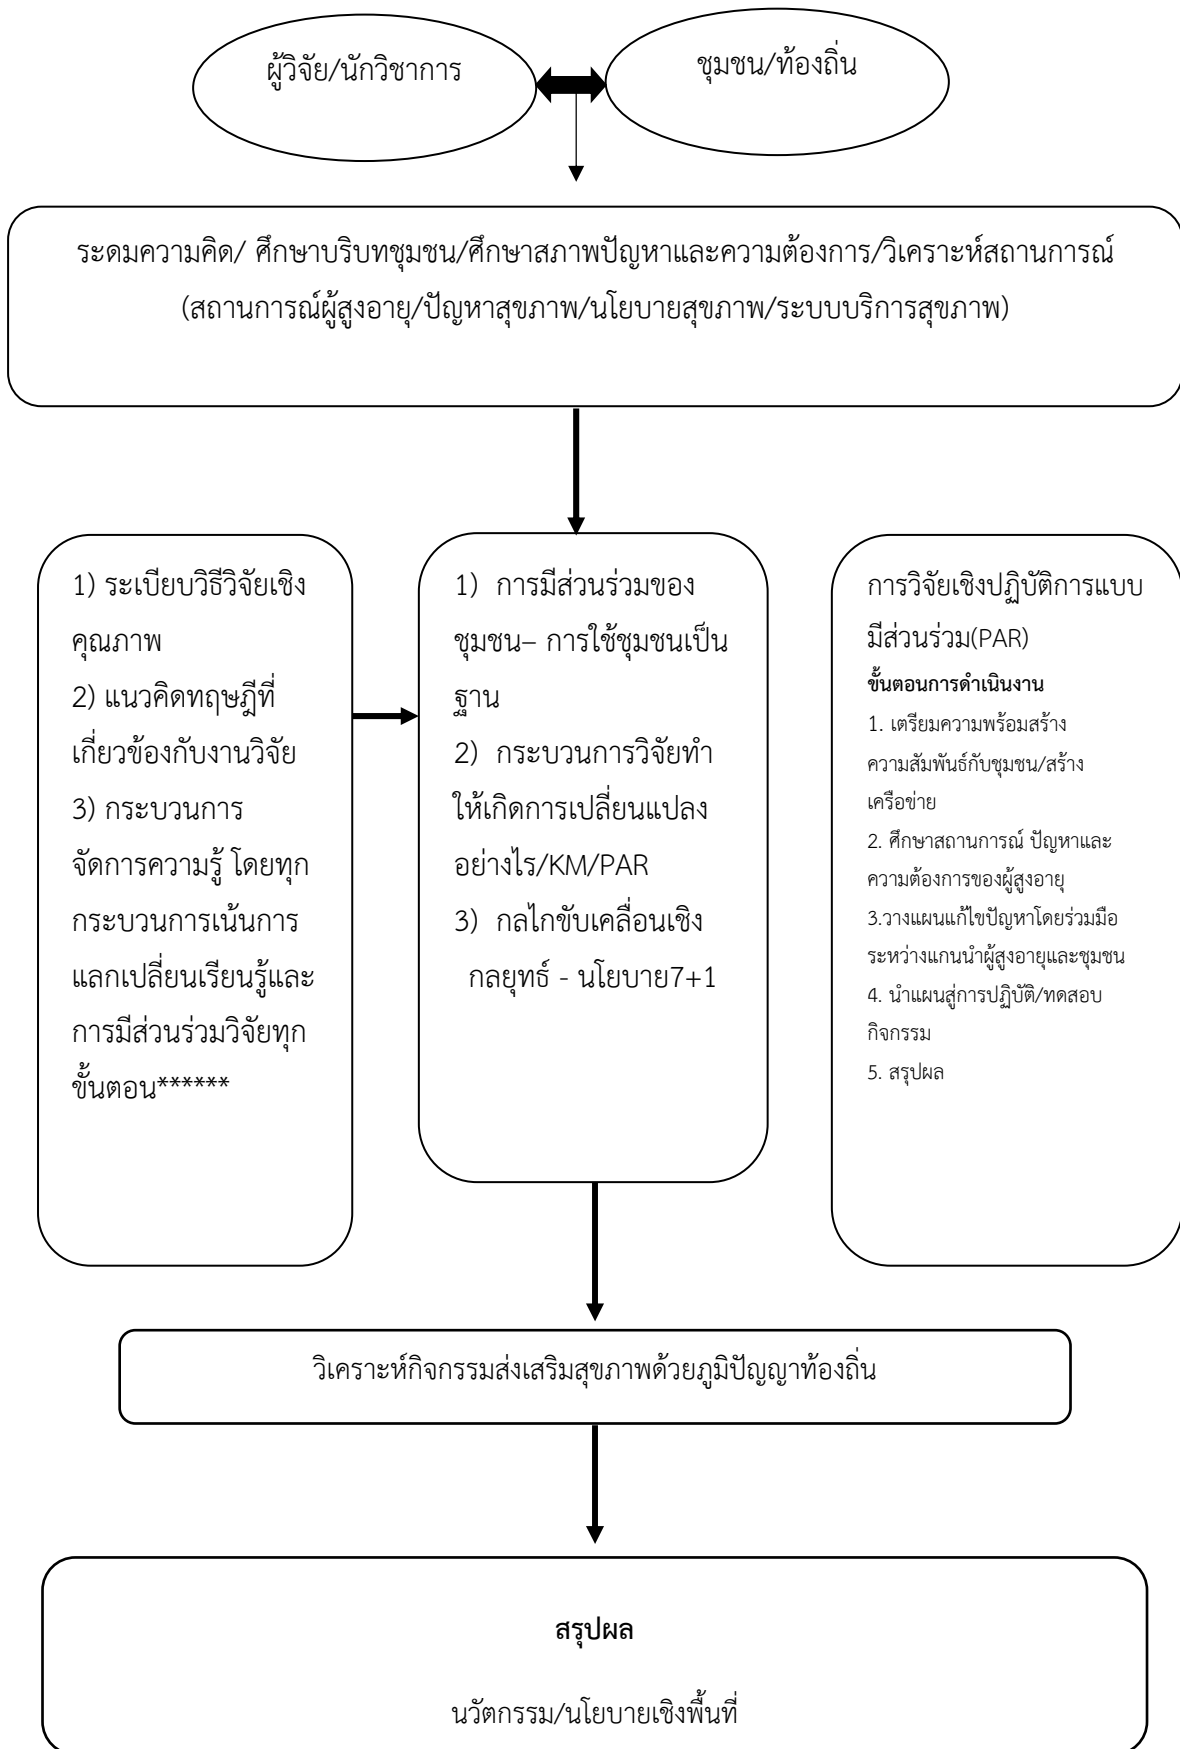 ผู้วิจัย/นักวิชาการ
ชุมชน/ท้องถิ่น
ระดมความคิด/ ศึกษาบริบทชุมชน/ศึกษาสภาพปัญหาและความต้องการ/วิเคราะห์สถานการณ์
(สถานการณ์ผู้สูงอายุ/ปัญหาสุขภาพ/นโยบายสุขภาพ/ระบบบริการสุขภาพ)
1) ระเบียบวิธีวิจัยเชิง
คุณภาพ
2) แนวคิดทฤษฎีที่
เกี่ยวข้องกับงานวิจัย
3) กระบวนการ
จัดการความรู้ โดยทุก
กระบวนการเน้นการ
แลกเปลี่ยนเรียนรู้และ
การมีส่วนร่วมวิจัยทุก
ขั้นตอน******
1) การมีส่วนร่วมของ
ชุมชน– การใช้ชุมชนเป็น
ฐาน
2) กระบวนการวิจัยทำ
ให้เกิดการเปลี่ยนแปลง
อย่างไร/KM/PAR
3) กลไกขับเคลื่อนเชิง
กลยุทธ์ - นโยบาย7+1
การวิจัยเชิงปฏิบัติการแบบ
มีส่วนร่วม(PAR)
ขั้นตอนการดำเนินงาน
1. เตรียมความพร้อมสร้าง
ความสัมพันธ์กับชุมชน/สร้าง
เครือข่าย
2. ศึกษาสถานการณ์ ปัญหาและ
ความต้องการของผู้สูงอายุ
3.วางแผนแก้ไขปัญหาโดยร่วมมือ
ระหว่างแกนนำผู้สูงอายุและชุมชน
4. นำแผนสู่การปฏิบัติ/ทดสอบ
กิจกรรม
5. สรุปผล
วิเคราะห์กิจกรรมส่งเสริมสุขภาพด้วยภูมิปัญญาท้องถิ่น
สรุปผล
นวัตกรรม/นโยบายเชิงพื้นที่